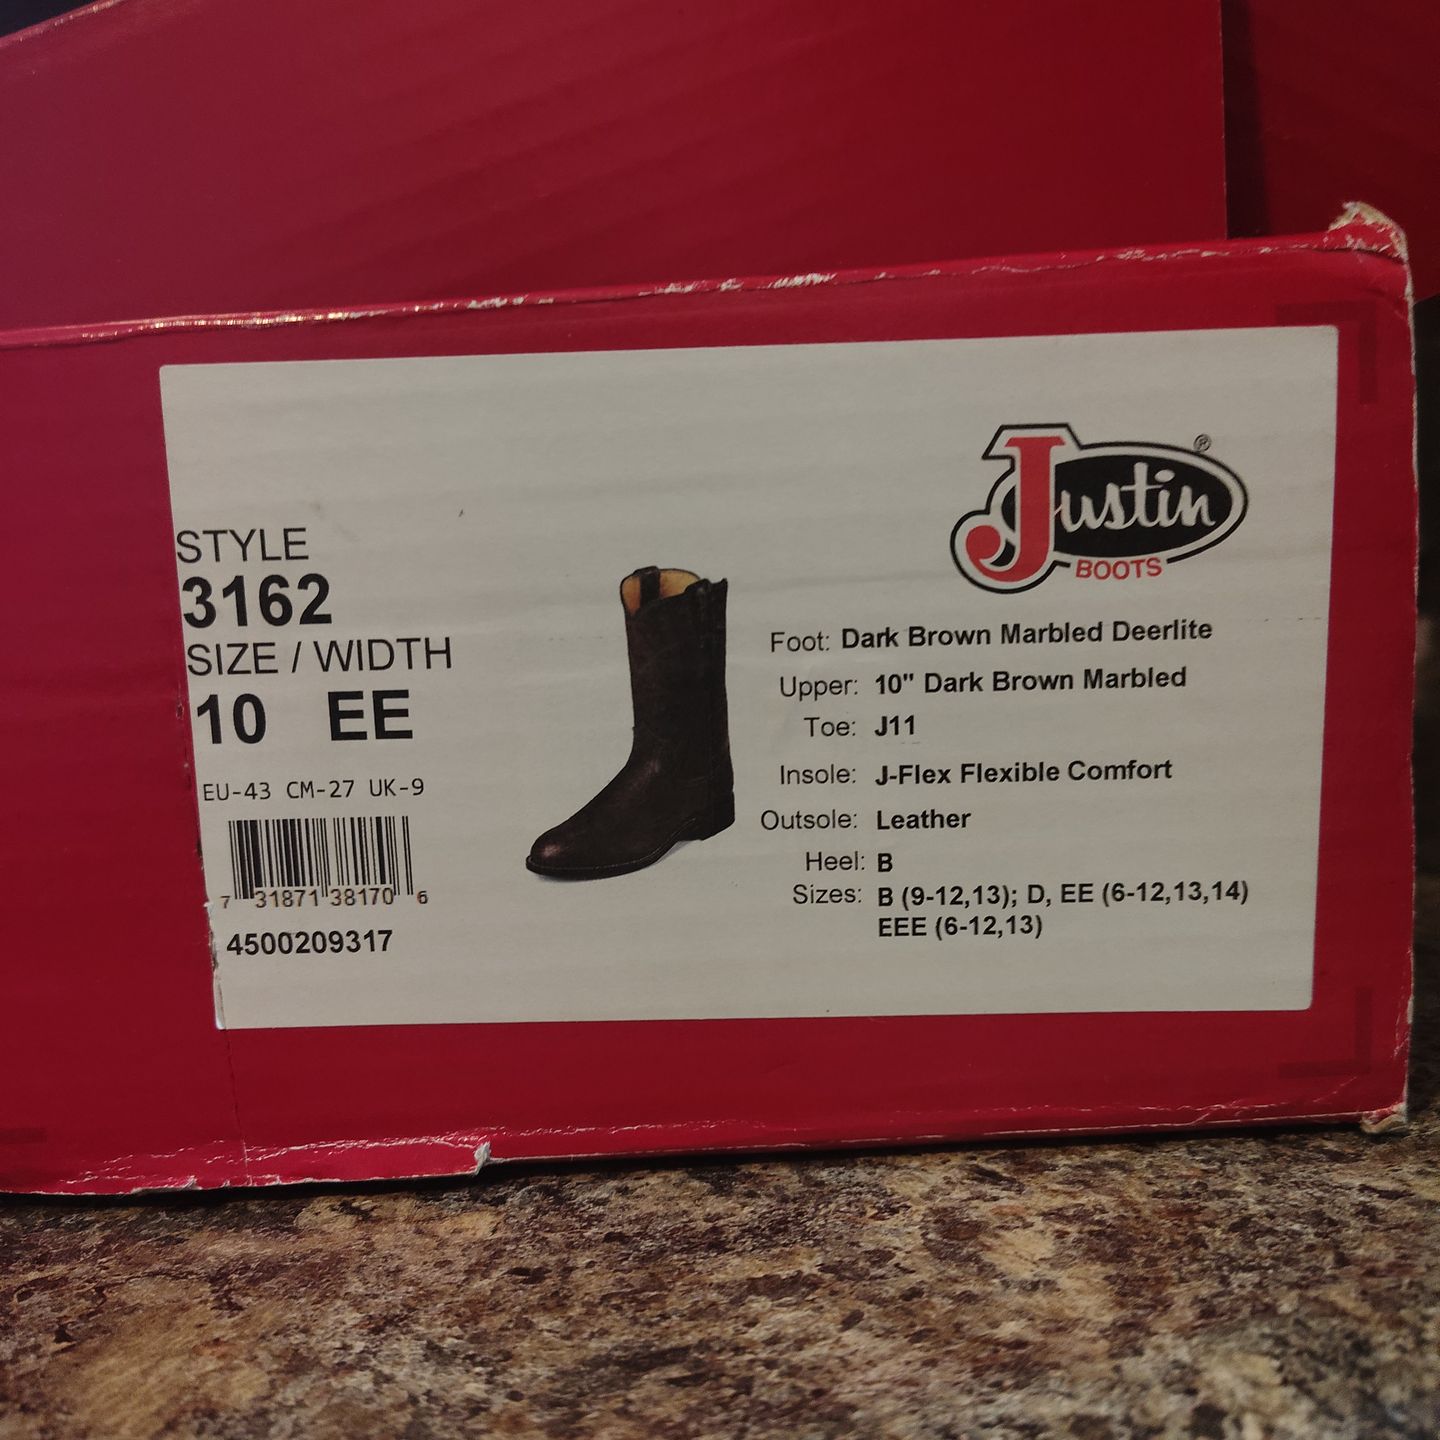 Justin®
BOOTS
STYLE
3162
SIZE / WIDTH
10 EE
EU-43 CM-27 UK-9
7 31871 38170 6
4500209317
Foot: Dark Brown Marbled Deerlite
Upper: 10" Dark Brown Marbled
Toe: J11
Insole: J-Flex Flexible Comfort
Outsole: Leather
Heel: B
Sizes: B (9-12,13); D, EE (6-12,13,14)
EEE (6-12,13)